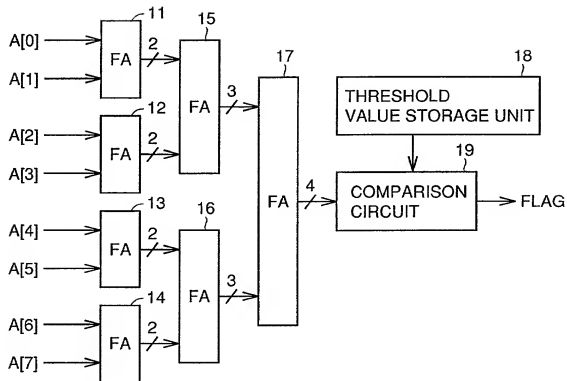 11
15
17
18
A[0]
A[1]
FA
2
FA
3
THRESHOLD
VALUE STORAGE UNIT
12
A[2]
A[3]
FA
2
19
COMPARISON
CIRCUIT
FLAG
FA
4
13
A[4]
A[5]
FA
2
16
FA
3
14
A[6]
A[7]
FA
2